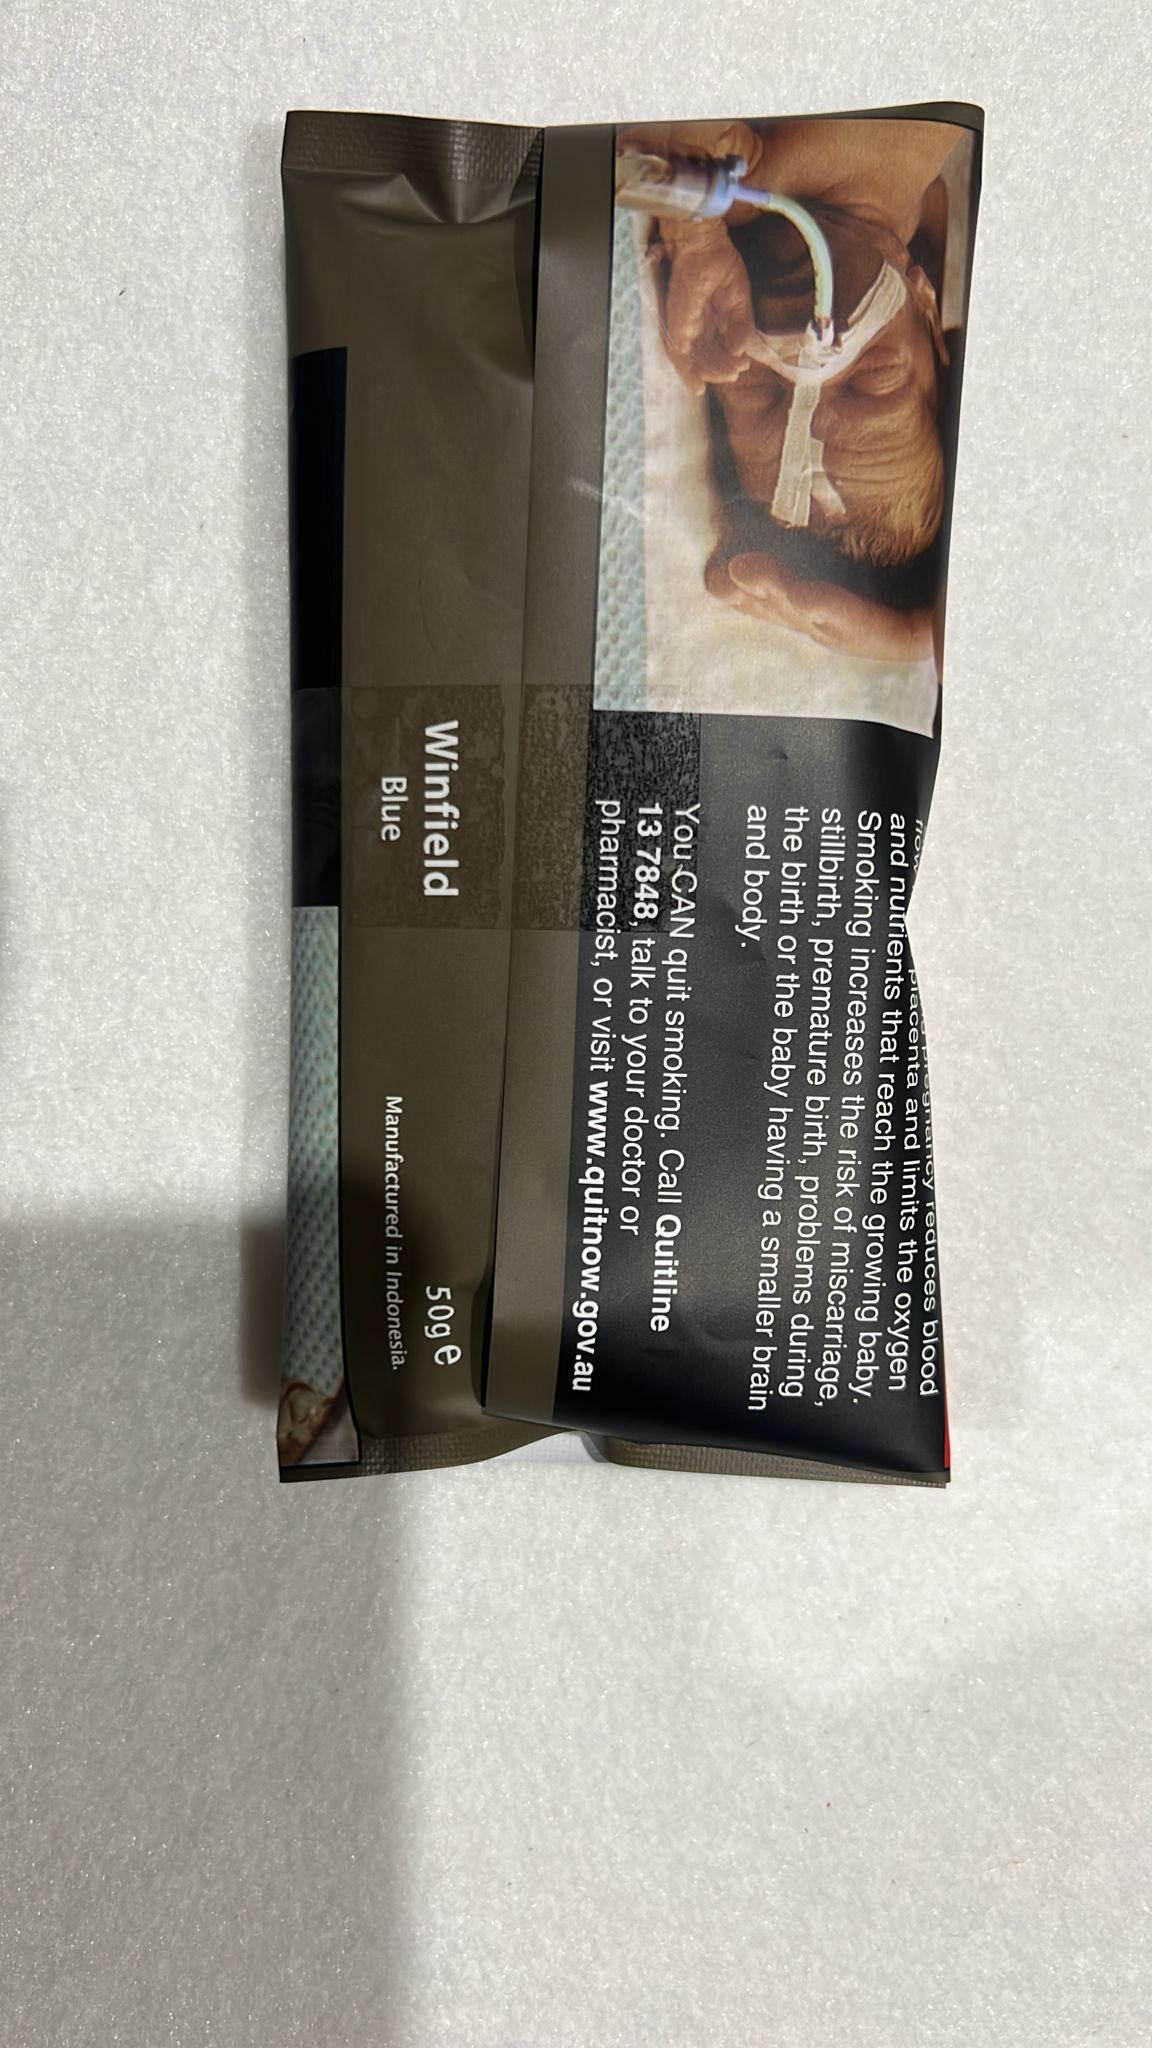 reduces blood
placenta and limits the oxygen
and nutrients that reach the growing baby.
Smoking increases the risk of miscarriage,
stillbirth, premature birth, problems during
the birth or the baby having a smaller brain
and body.
You CAN quit smoking. Call Quitline
13 7848, talk to your doctor or
pharmacist, or visit www.quitnow.gov.au
Winfield
Blue
50g e
Manufactured in Indonesia.